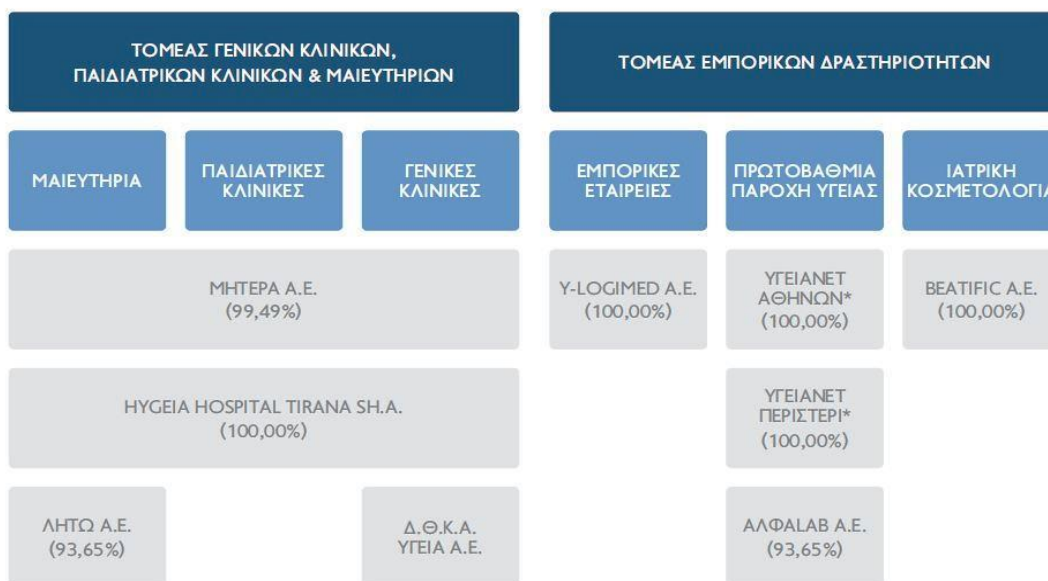 ΤΟΜΕΑΣ ΓΕΝΙΚΩΝ ΚΛΙΝΙΚΩΝ,
ΠΑΙΔΙΑΤΡΙΚΩΝ ΚΛΙΝΙΚΩΝ & ΜΑΙΕΥΤΗΡΙΩΝ
ΤΟΜΕΑΣ ΕΜΠΟΡΙΚΩΝ ΔΡΑΣΤΗΡΙΟΤΗΤΩΝ
ΜΑΙΕΥΤΗΡΙΑ
ΠΑΙΔΙΑΤΡΙΚΕΣ
ΚΛΙΝΙΚΕΣ
ΓΕΝΙΚΕΣ
ΚΛΙΝΙΚΕΣ
ΕΜΠΟΡΙΚΕΣ
ΕΤΑΙΡΕΙΕΣ
ΠΡΩΤΟΒΑΘΜΙΑ
ΠΑΡΟΧΗ ΥΓΕΙΑΣ
ΙΑΤΡΙΚΗ
ΚΟΣΜΕΤΟΛΟΓΙΑ
ΜΗΤΕΡΑ Α.Ε.
(99,49%)
Y-LOGIMED Α.Ε.
(100,00%)
ΥΓΕΙΑΝΕΤ
ΑΘΗΝΩΝ*
(100,00%)
BEATIFIC Α.Ε.
(100,00%)
HYGEIA HOSPITAL TIRANA SH.A.
(100,00%)
ΥΓΕΙΑΝΕΤ
ΠΕΡΙΣΤΕΡΙ*
(100,00%)
ΛΗΤΩ Α.Ε.
(93,65%)
Δ.Θ.Κ.Α.
ΥΓΕΙΑ Α.Ε.
ΑΛΦΑLAB Α.Ε.
(93,65%)